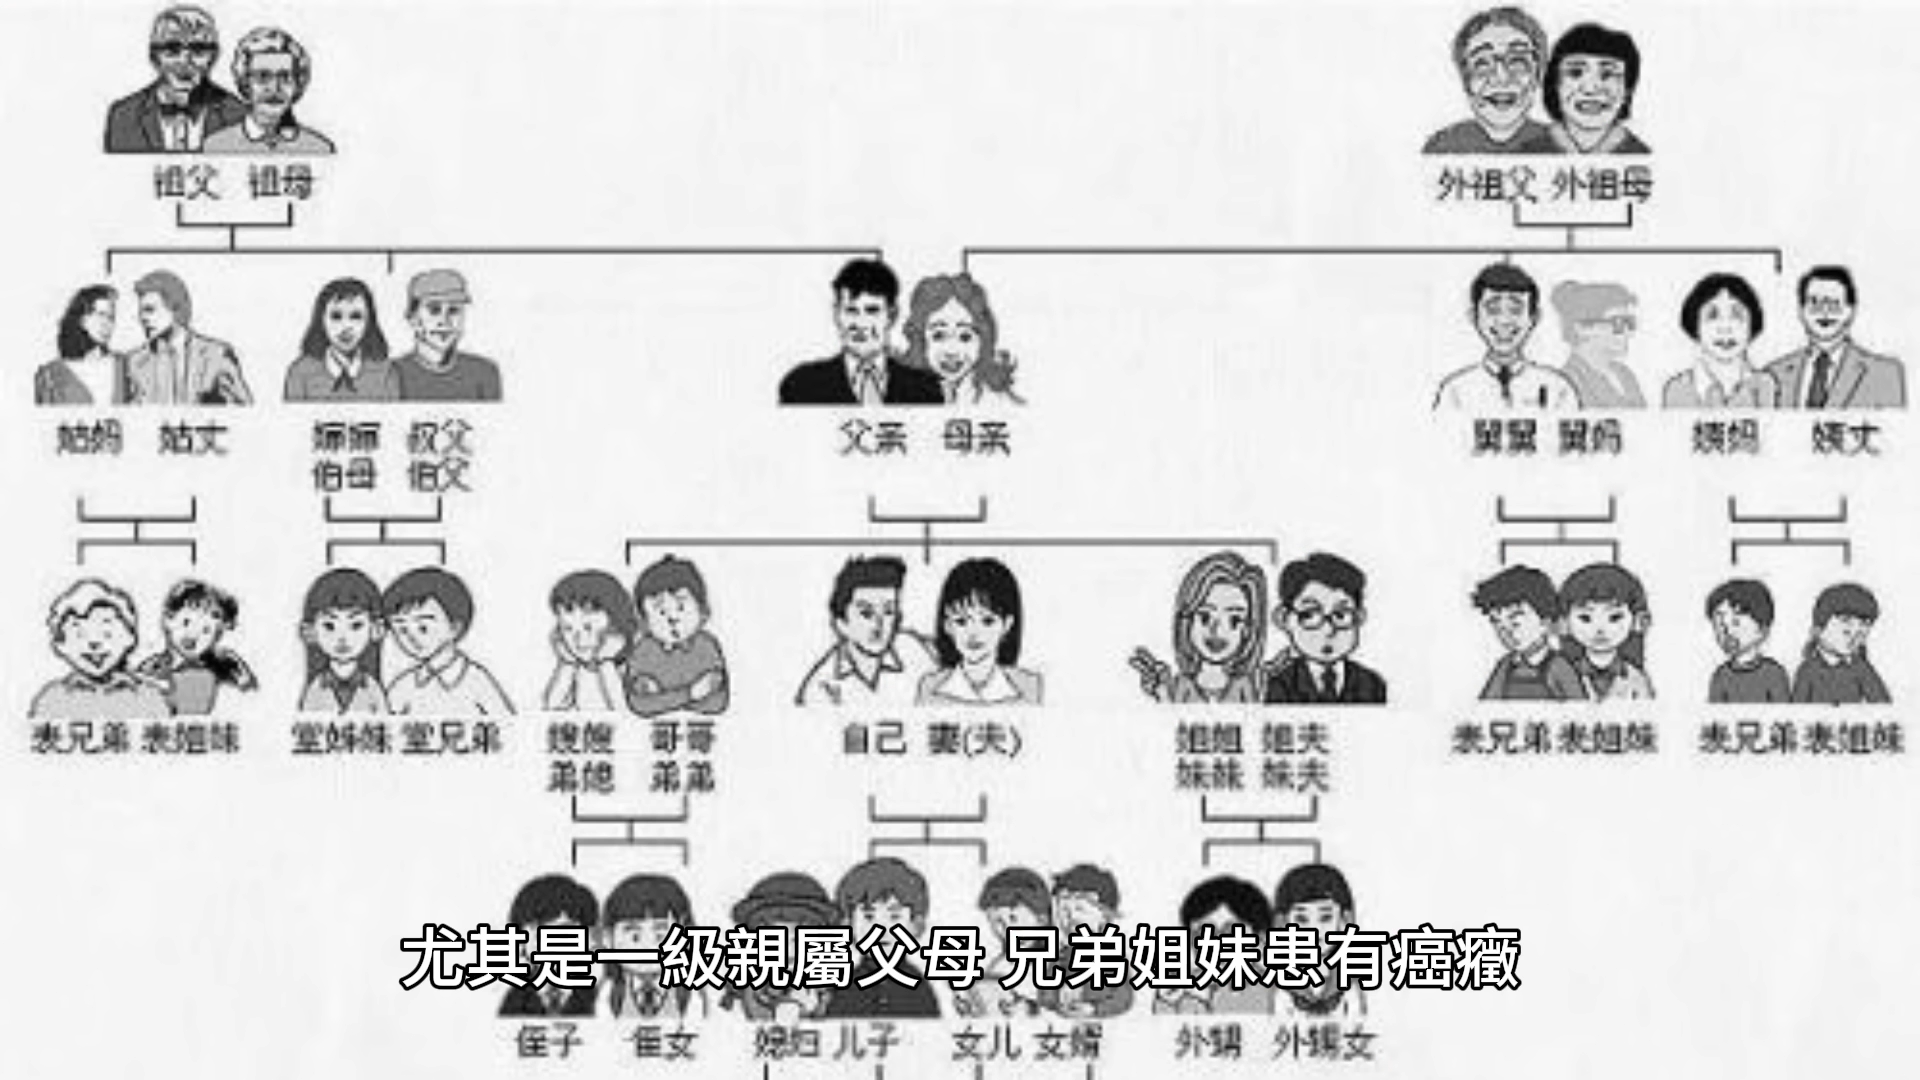 祖父 祖母
外祖父 外祖母
姑妈 姑丈
婶婶 叔父
伯母 伯父
父亲 母亲
舅舅 舅妈
姨妈 姨丈
表兄弟 表姐妹
堂姊妹 堂兄弟
嫂嫂 哥哥
弟媳 弟弟
自己 妻(夫)
姐姐 姐夫
妹妹 妹夫
表兄弟 表姐妹
表兄弟 表姐妹
尤其是一級親屬父母 兄弟姐妹患有癌癥
侄子 侄女
媳妇 儿子
女儿 女婿
外甥 外甥女